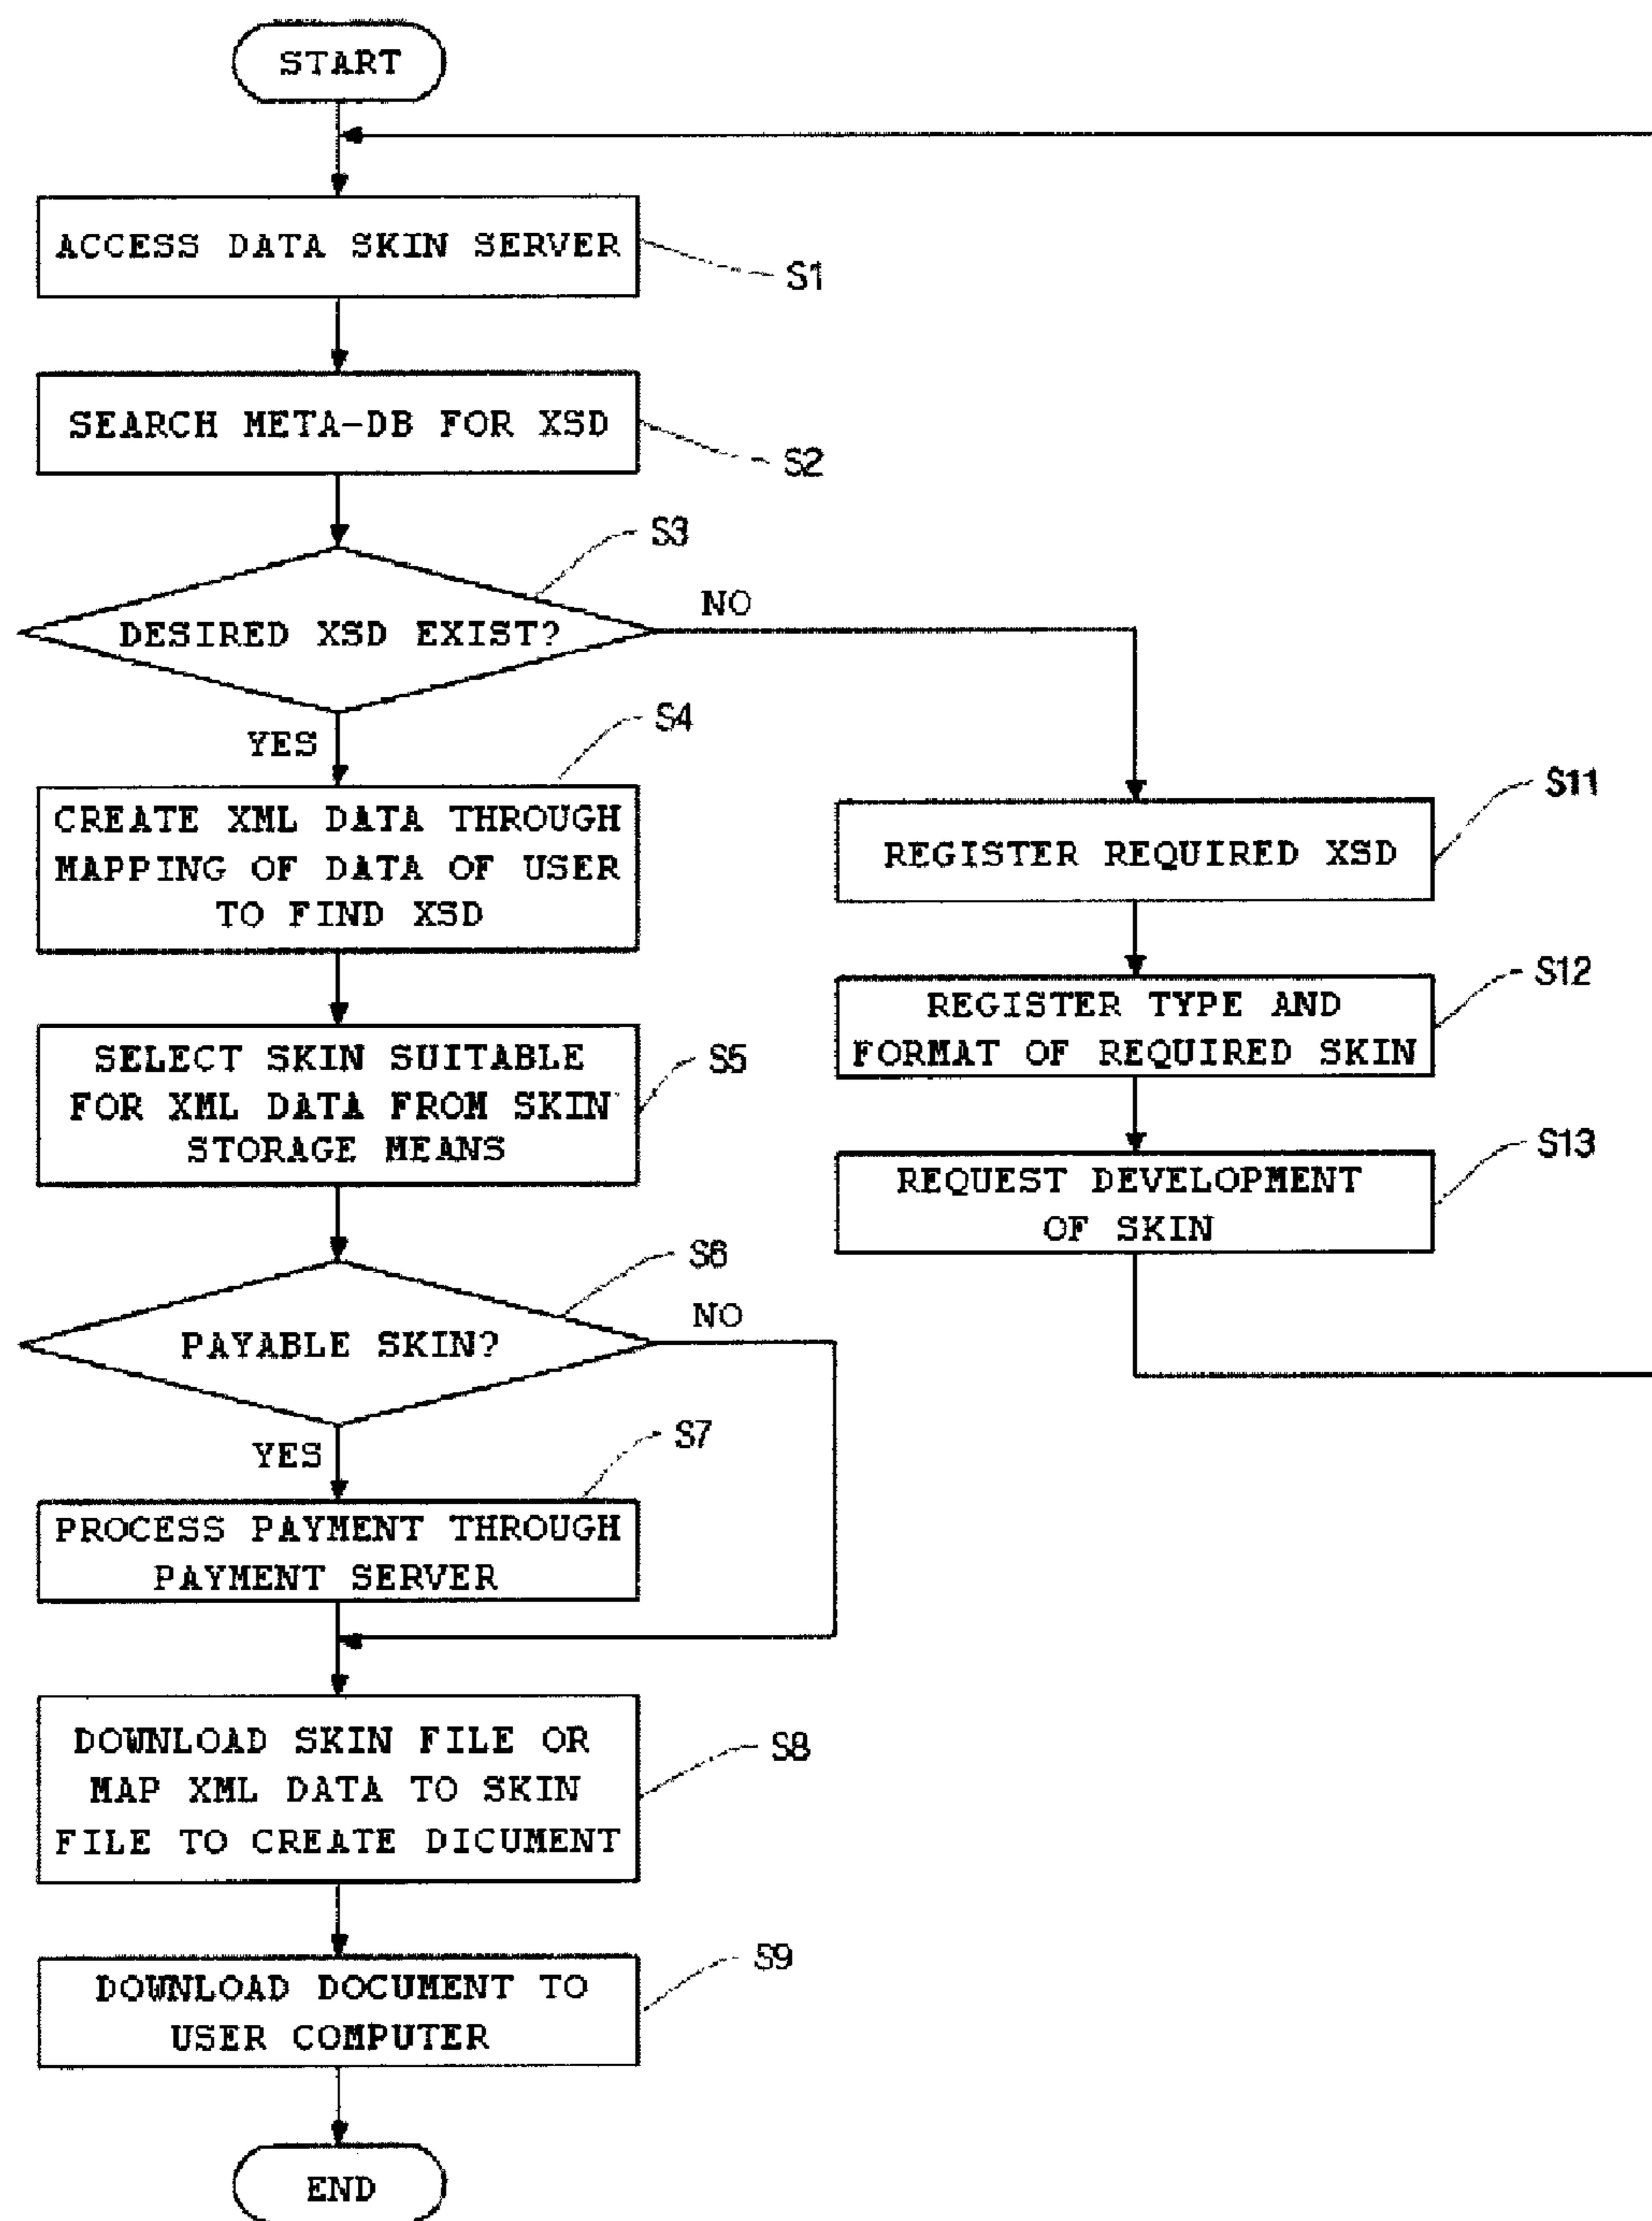 START
ACCESS DATA SKIN SERVER
S1
SEARCH META-DB FOR XSD
S2
S3
DESIRED XSD EXIST?
NO
YES
S4
CREATE XML DATA THROUGH
MAPPING OF DATA OF USER
TO FIND XSD
SELECT SKIN SUITABLE
FOR XML DATA FROM SKIN
STORAGE MEANS
S5
S6
PAYABLE SKIN?
NO
YES
S7
PROCESS PAYMENT THROUGH
PAYMENT SERVER
DOWNLOAD SKIN FILE OR
MAP XML DATA TO SKIN
FILE TO CREATE DICUMENT
S8
DOWNLOAD DOCUMENT TO
USER COMPUTER
S9
END
REGISTER REQUIRED XSD
S11
REGISTER TYPE AND
FORMAT OF REQUIRED SKIN
S12
REQUEST DEVELOPMENT
OF SKIN
S13